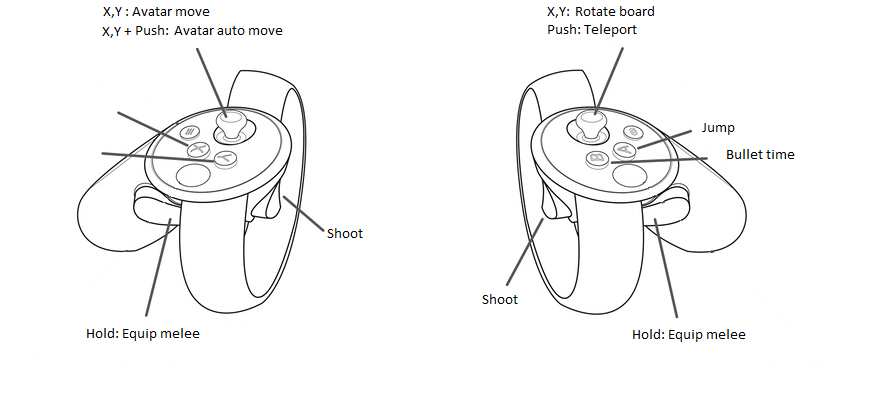 X,Y : Avatar move
X,Y + Push: Avatar auto move
X
Y
Shoot
Hold: Equip melee
X,Y: Rotate board
Push: Teleport
A
B
Jump
Bullet time
Shoot
Hold: Equip melee